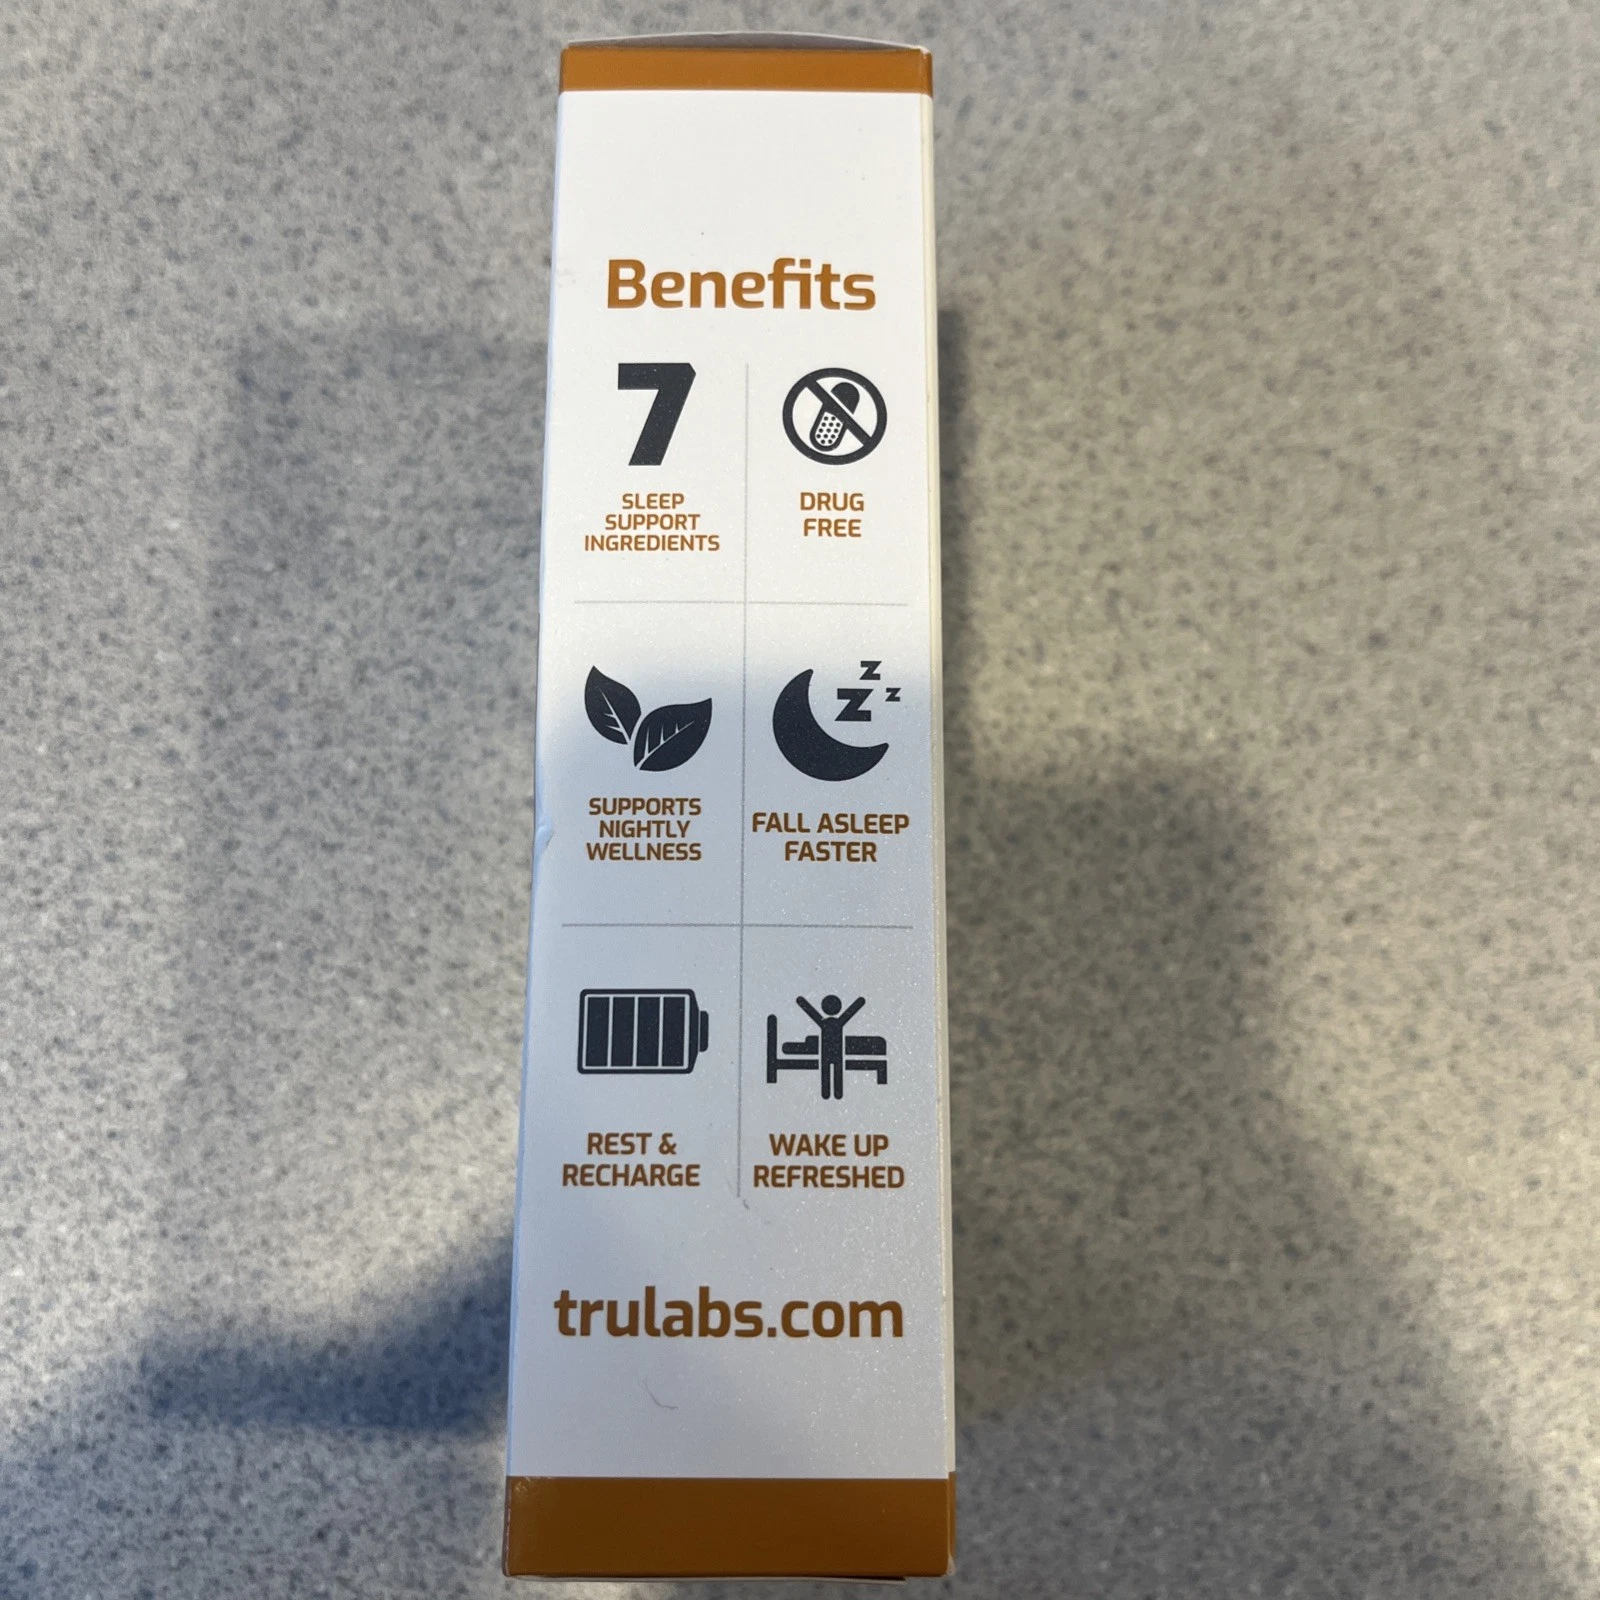 Benefits
7
SLEEP
SUPPORT
INGREDIENTS
DRUG
FREE
SUPPORTS
NIGHTLY
WELLNESS
Z
Z
Z
FALL ASLEEP
FASTER
REST &
RECHARGE
WAKE UP
REFRESHED
trulabs.com